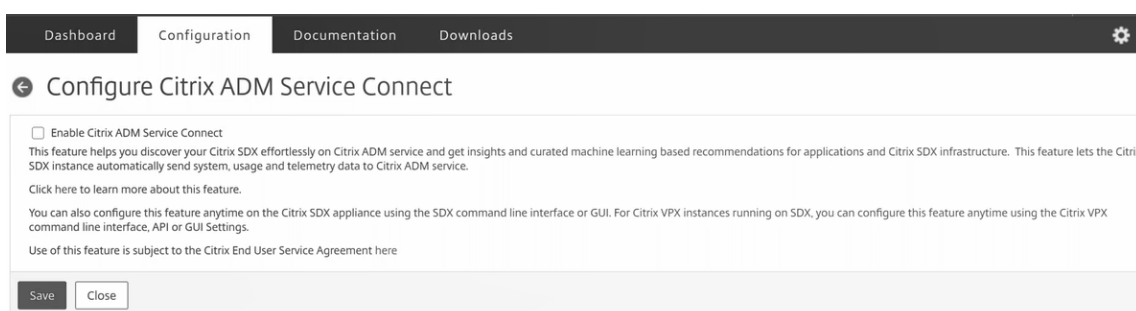 Dashboard Configuration Documentation Downloads
Configure Citrix ADM Service Connect
Enable Citrix ADM Service Connect
This feature helps you discover your Citrix SDX effortlessly on Citrix ADM service and get insights and curated machine learning based recommendations for applications and Citrix SDX infrastructure. This feature lets the Citri
SDX instance automatically send system, usage and telemetry data to Citrix ADM service.
Click here to learn more about this feature.
You can also configure this feature anytime on the Citrix SDX appliance using the SDX command line interface or GUI. For Citrix VPX instances running on SDX, you can configure this feature anytime using the Citrix VPX
command line interface, API or GUI Settings.
Use of this feature is subject to the Citrix End User Service Agreement here
Save Close